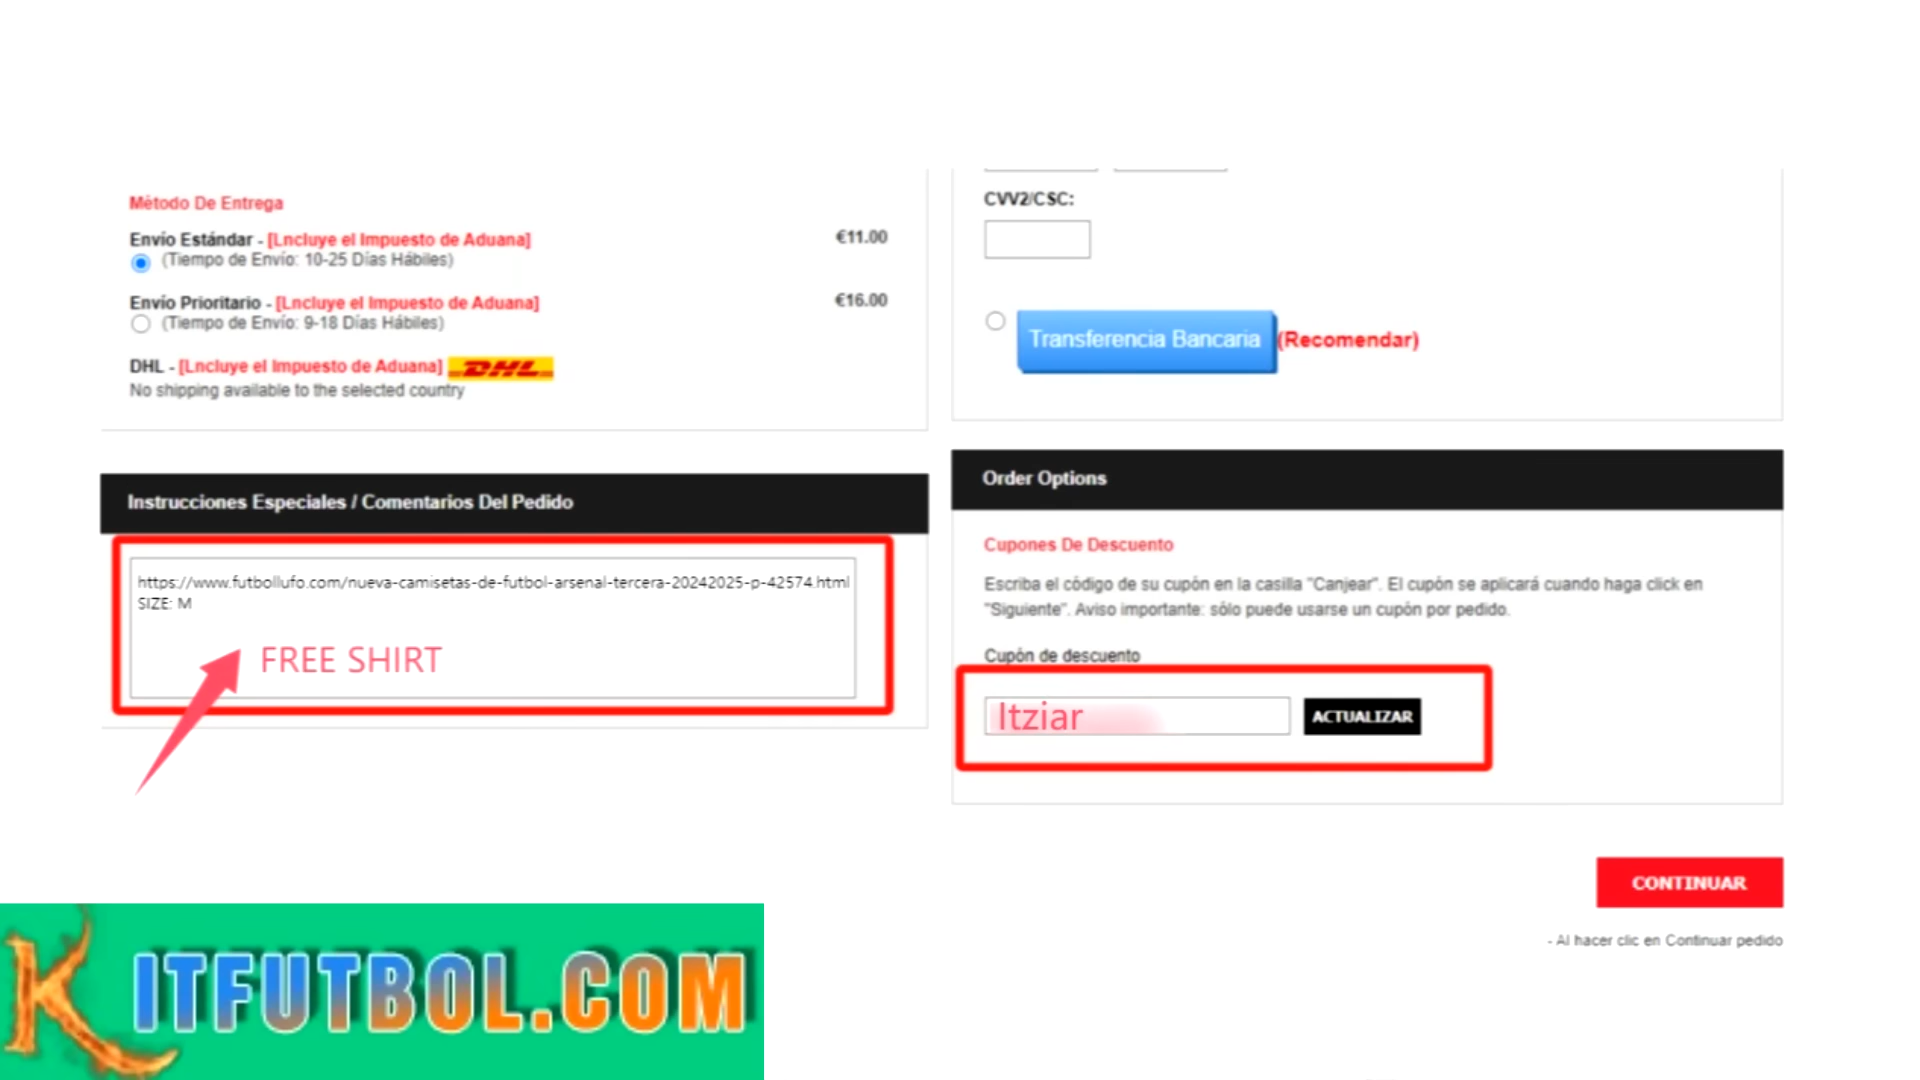 Método De Entrega
Envío Estándar - [Lncluye el Impuesto de Aduana] €11.00
(Tiempo de Envío: 10-25 Días Hábiles)
Envío Prioritario - [Lncluye el Impuesto de Aduana] €16.00
(Tiempo de Envío: 9-18 Días Hábiles)
DHL - [Lncluye el Impuesto de Aduana] DHL
No shipping available to the selected country
Instrucciones Especiales / Comentarios Del Pedido
https://www.futbollufo.com/nueva-camisetas-de-futbol-arsenal-tercera-20242025-p-42574.html
SIZE: M
FREE SHIRT
CVV2/CSC:
Transferencia Bancaria (Recomendar)
Order Options
Cupones De Descuento
Escriba el código de su cupón en la casilla "Canjear". El cupón se aplicará cuando haga click en
"Siguiente". Aviso importante: sólo puede usarse un cupón por pedido.
Cupón de descuento
Itziar ACTUALIZAR
CONTINUAR
- Al hacer clic en Continuar pedido
KITFUTBOL.COM